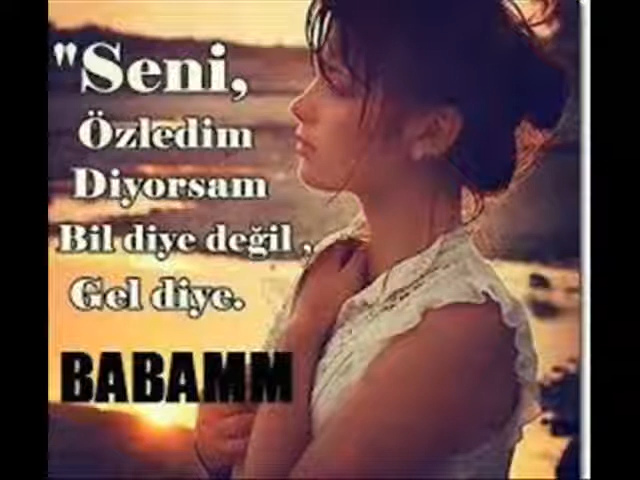 "Seni,
Özledim
Diyorsam
Bil diye değil ,
Gel diye.
BABAMM